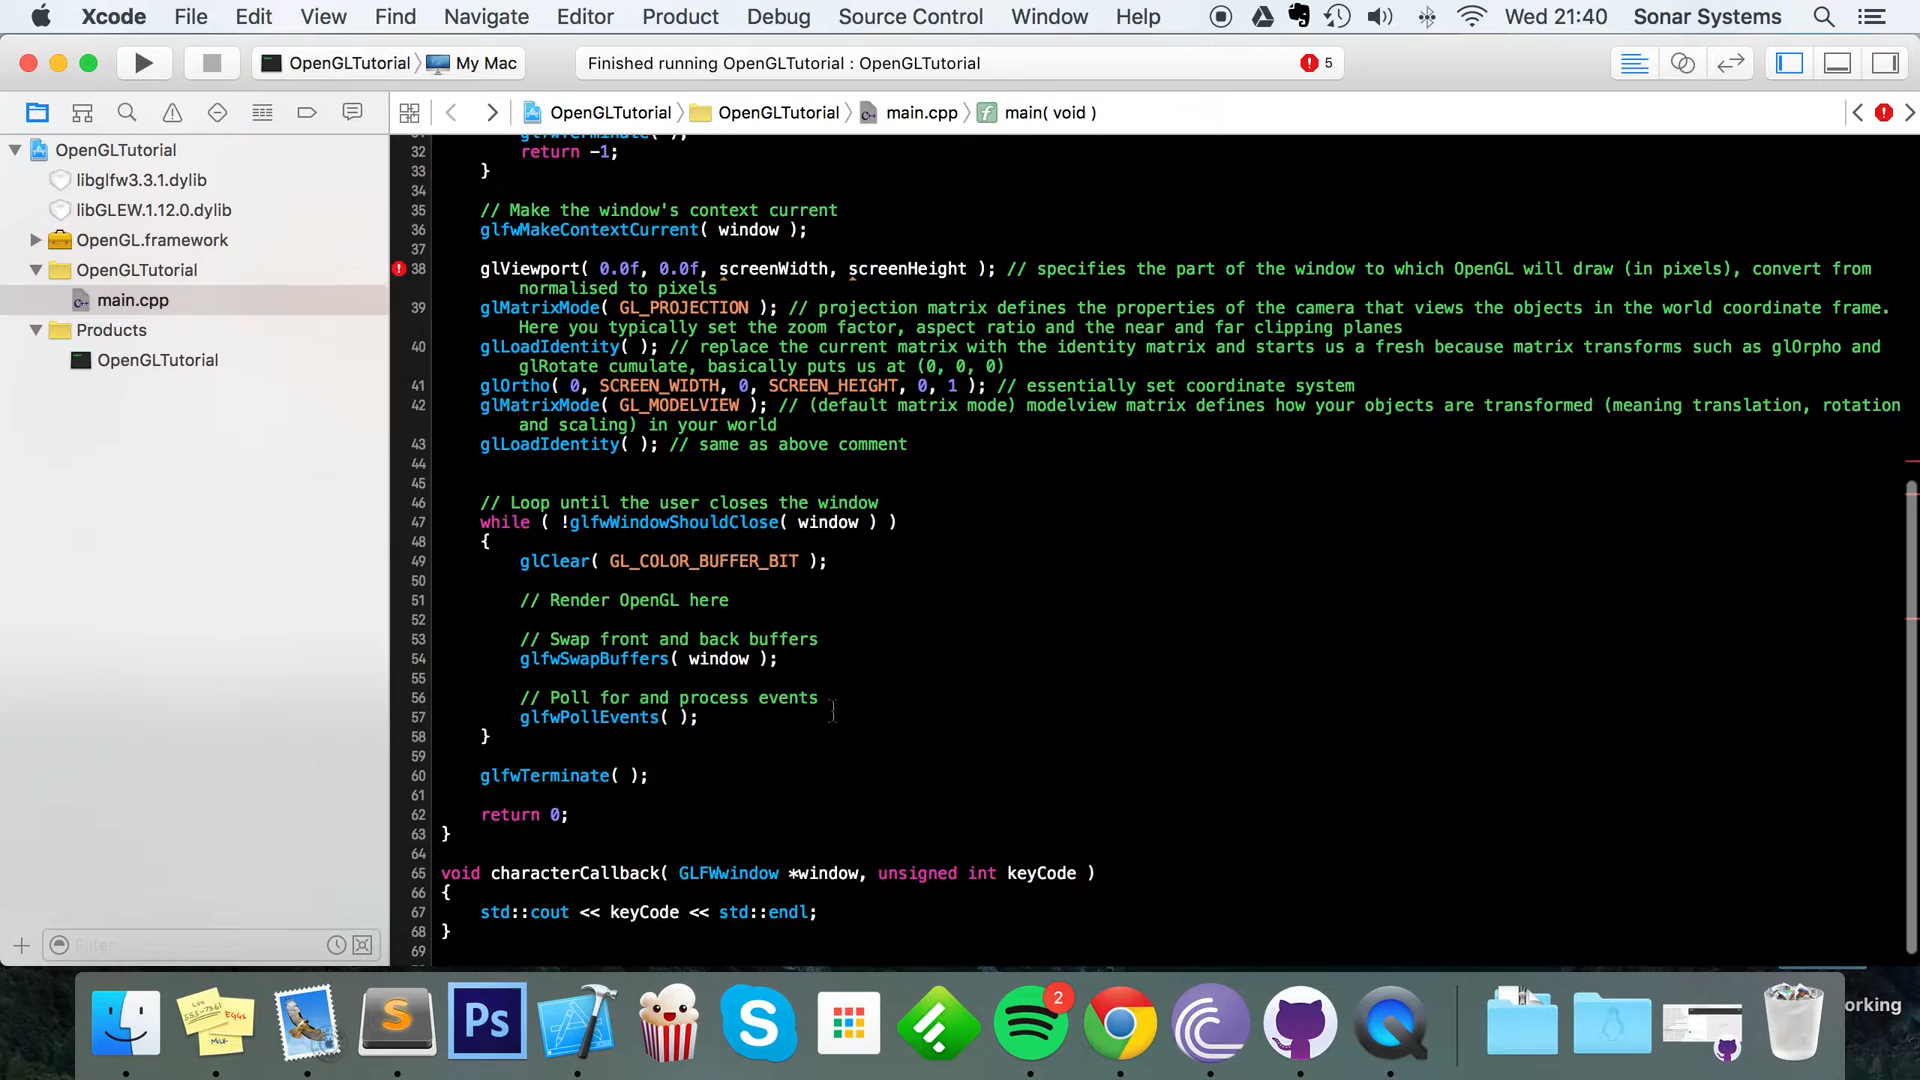 Xcode File Edit View Find Navigate Editor Product Debug Source Control Window Help Wed 21:40 Sonar Systems
OpenGLTutorial My Mac Finished running OpenGLTutorial : OpenGLTutorial 5
OpenGLTutorial OpenGLTutorial main.cpp main( void )
OpenGLTutorial
libglfw3.3.1.dylib
libGLEW.1.12.0.dylib
OpenGL.framework
OpenGLTutorial
main.cpp
Products
OpenGLTutorial
Filter
32 return -1;
33 }
34
35 // Make the window's context current
36 glfwMakeContextCurrent( window );
37
38 glViewport( 0.0f, 0.0f, screenWidth, screenHeight ); // specifies the part of the window to which OpenGL will draw (in pixels), convert from
normalised to pixels
39 glMatrixMode( GL_PROJECTION ); // projection matrix defines the properties of the camera that views the objects in the world coordinate frame.
Here you typically set the zoom factor, aspect ratio and the near and far clipping planes
40 glLoadIdentity( ); // replace the current matrix with the identity matrix and starts us a fresh because matrix transforms such as glOrpho and
glRotate cumulate, basically puts us at (0, 0, 0)
41 glOrtho( 0, SCREEN_WIDTH, 0, SCREEN_HEIGHT, 0, 1 ); // essentially set coordinate system
42 glMatrixMode( GL_MODELVIEW ); // (default matrix mode) modelview matrix defines how your objects are transformed (meaning translation, rotation
and scaling) in your world
43 glLoadIdentity( ); // same as above comment
44
45
46 // Loop until the user closes the window
47 while ( !glfwWindowShouldClose( window ) )
48 {
49 glClear( GL_COLOR_BUFFER_BIT );
50
51 // Render OpenGL here
52
53 // Swap front and back buffers
54 glfwSwapBuffers( window );
55
56 // Poll for and process events
57 glfwPollEvents( );
58 }
59
60 glfwTerminate( );
61
62 return 0;
63 }
64
65 void characterCallback( GLFWwindow *window, unsigned int keyCode )
66 {
67 std::cout << keyCode << std::endl;
68 }
69
Ps
2
orking